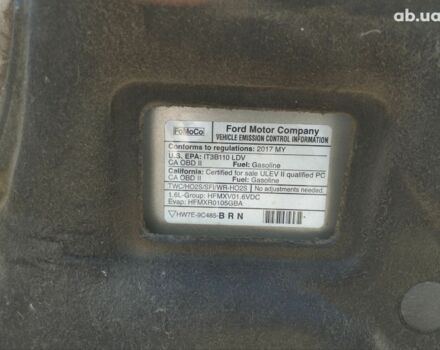 ab.ua
FoMoCo
Ford Motor Company
VEHICLE EMISSION CONTROL INFORMATION
Conforms to regulations: 2017 MY
U.S. EPA: IT3B110 LDV
CA OBD II Fuel: Gasoline
California: Certified for sale ULEV II qualified PC
CA OBD II Fuel: Gasoline
TWC/HO2S/SFI/WR-HO2S No adjustments needed.
1.6L-Group: HFMXV01.6VDC
Evap: HFMXR0105GBA
HW7E-9C485-BRN